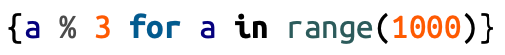 {a % 3 for a in range(1000)}